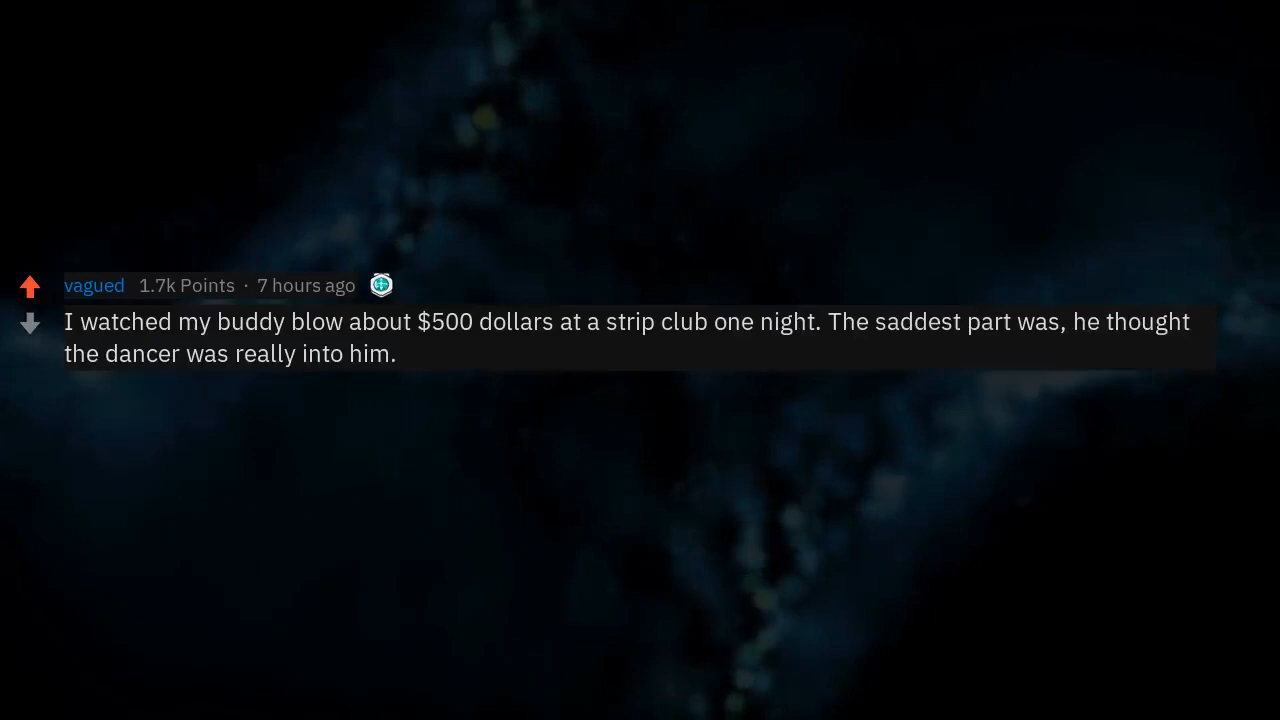 vagued 1.7k Points · 7 hours ago
I watched my buddy blow about $500 dollars at a strip club one night. The saddest part was, he thought
the dancer was really into him.